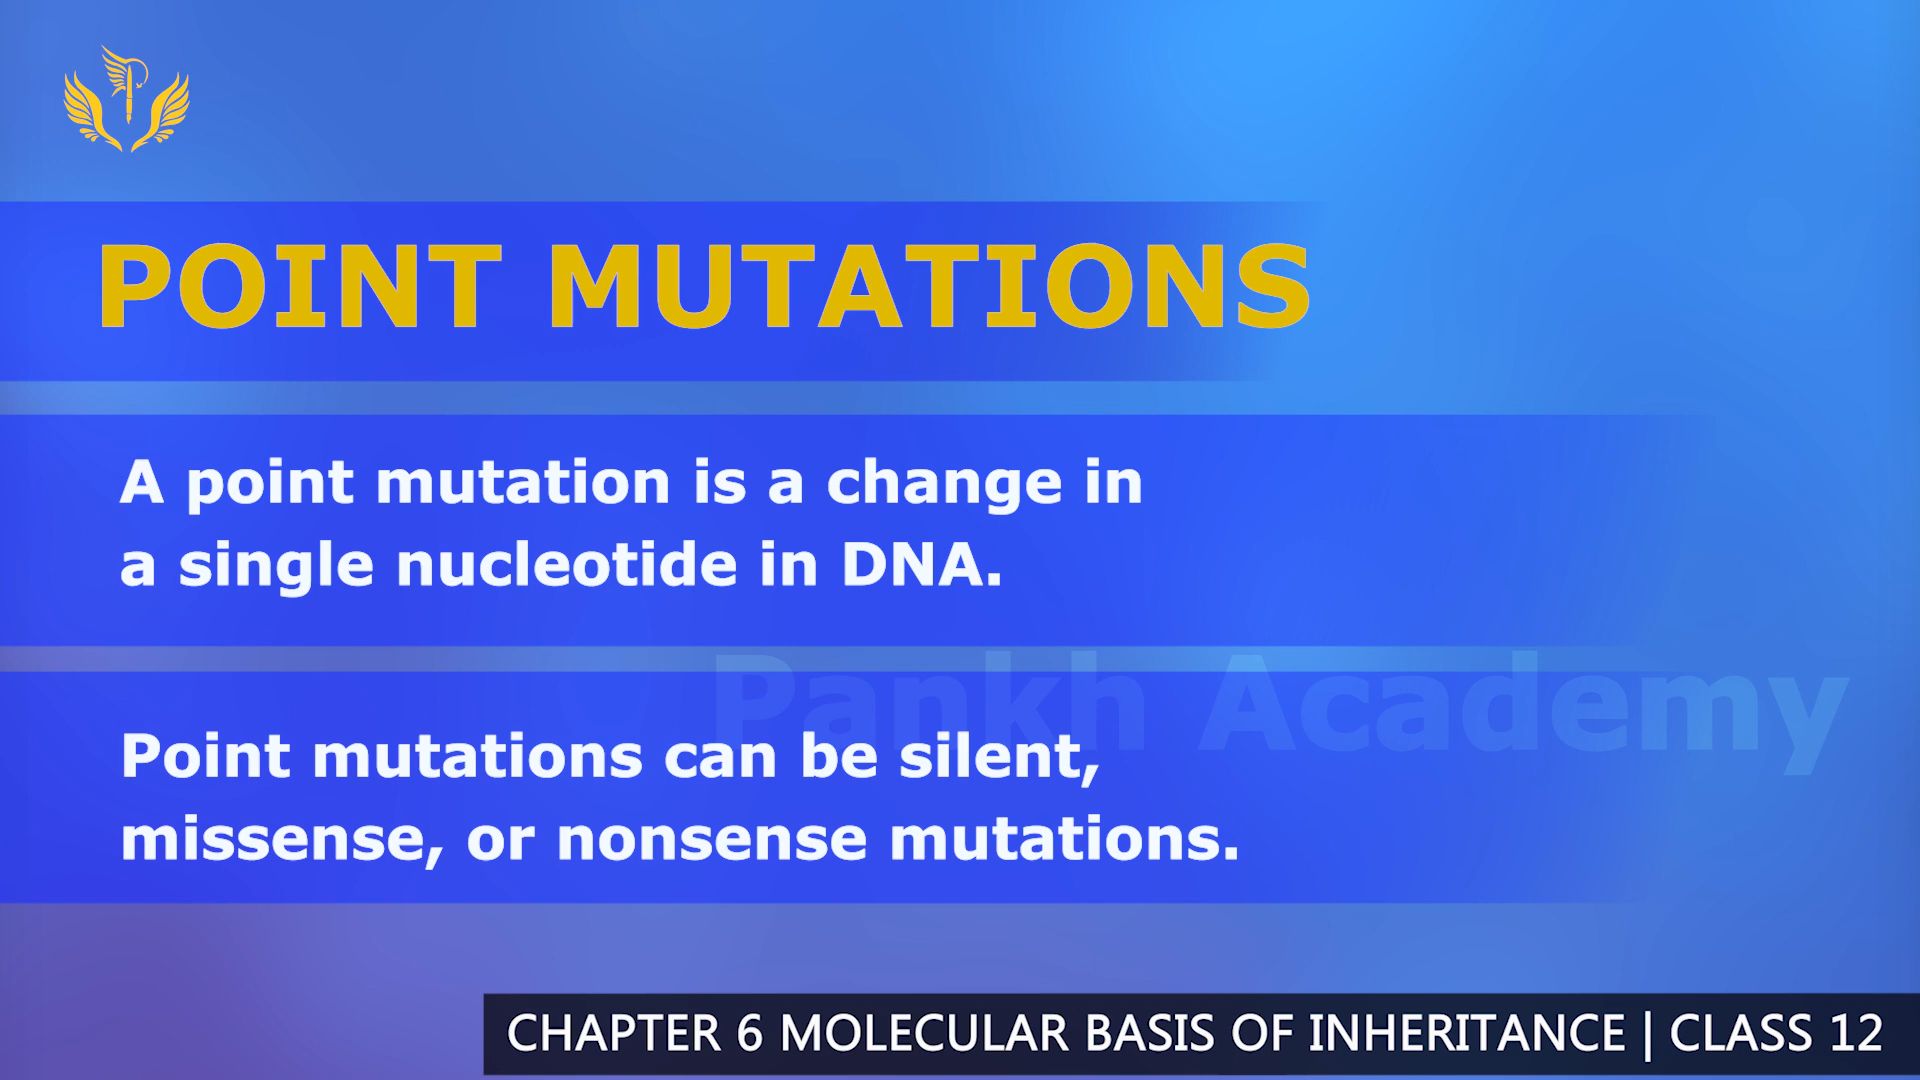 POINT MUTATIONS
A point mutation is a change in
a single nucleotide in DNA.
Pankh Academy
Point mutations can be silent,
missense, or nonsense mutations.
CHAPTER 6 MOLECULAR BASIS OF INHERITANCE | CLASS 12